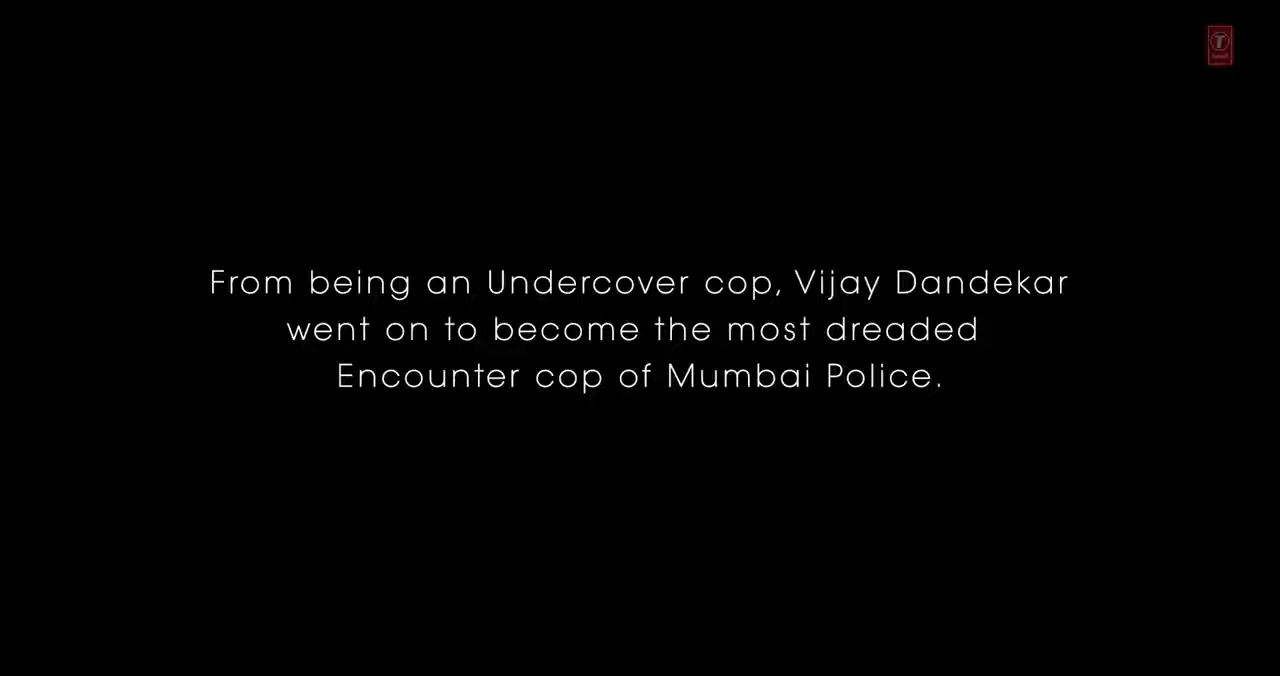 From being an Undercover cop, Vijay Dandekar
went on to become the most dreaded
Encounter cop of Mumbai Police.
T